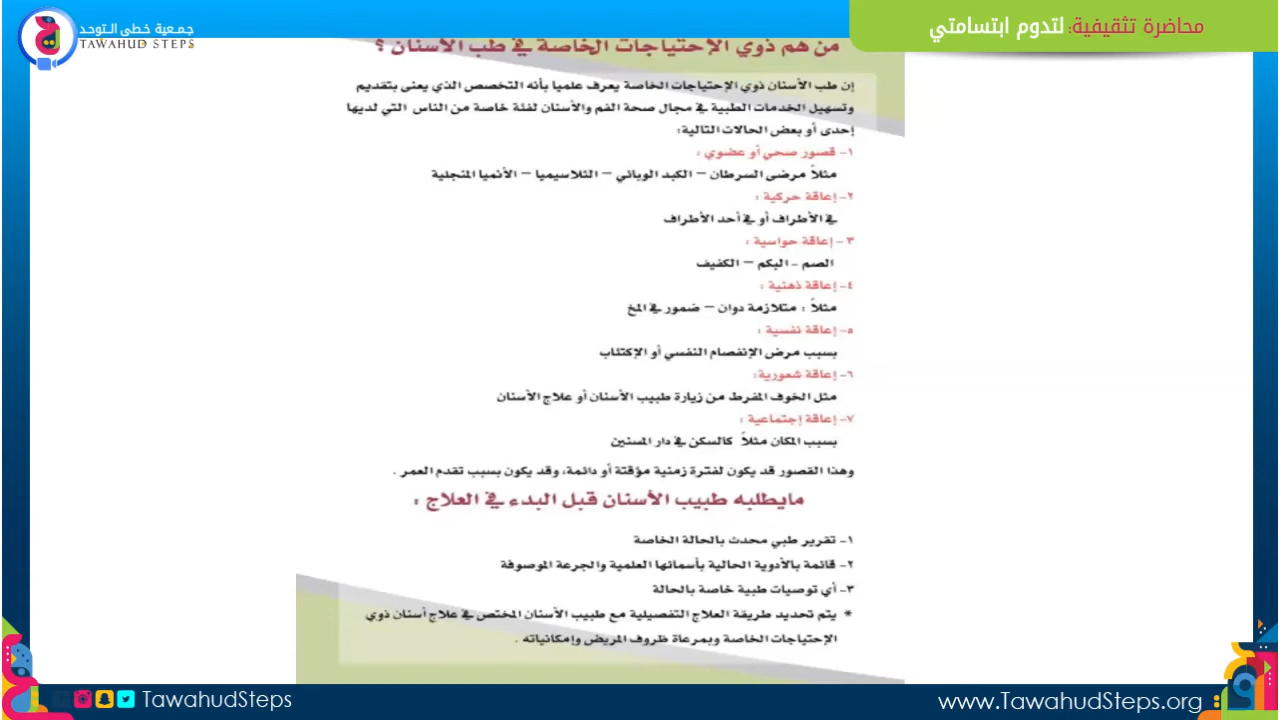 محاضرة تثقيفية: لتدوم ابتسامتي
جمعية خطى التوحد
TAWAHUD STEPS
من هم ذوي الإحتياجات الخاصة في طب الأسنان ؟
إن طب الأسنان ذوي الإحتياجات الخاصة يعرف علميا بأنه التخصص الذي يعنى بتقديم
وتسهيل الخدمات الطبية في مجال صحة الفم والأسنان لفئة خاصة من الناس التي لديها
إحدى أو بعض الحالات التالية:
١- قصور صحي أو عضوي :
مثلاً مرضى السرطان – الكبد الوبائي – الثلاسيميا – الأنميا المنجلية
٢- إعاقة حركية :
في الأطراف أو في أحد الأطراف
٣- إعاقة حواسية :
الصم - البكم – الكفيف
٤- إعاقة ذهنية :
مثلاً : متلازمة دوان – ضمور في المخ
٥- إعاقة نفسية :
بسبب مرض الإنفصام النفسي أو الإكتئاب
٦- إعاقة شعورية:
مثل الخوف المفرط من زيارة طبيب الأسنان أو علاج الأسنان
٧- إعاقة إجتماعية :
بسبب المكان مثلاً كالسكن في دار المسنين
وهذا القصور قد يكون لفترة زمنية مؤقتة أو دائمة، وقد يكون بسبب تقدم العمر .
مايطلبه طبيب الأسنان قبل البدء في العلاج :
١- تقرير طبي محدث بالحالة الخاصة
٢- قائمة بالأدوية الحالية بأسمائها العلمية والجرعة الموصوفة
٣- أي توصيات طبية خاصة بالحالة
* يتم تحديد طريقة العلاج التفصيلية مع طبيب الأسنان المختص في علاج أسنان ذوي
الإحتياجات الخاصة وبمرعاة ظروف المريض وإمكانياته .
TawahudSteps
www.TawahudSteps.org